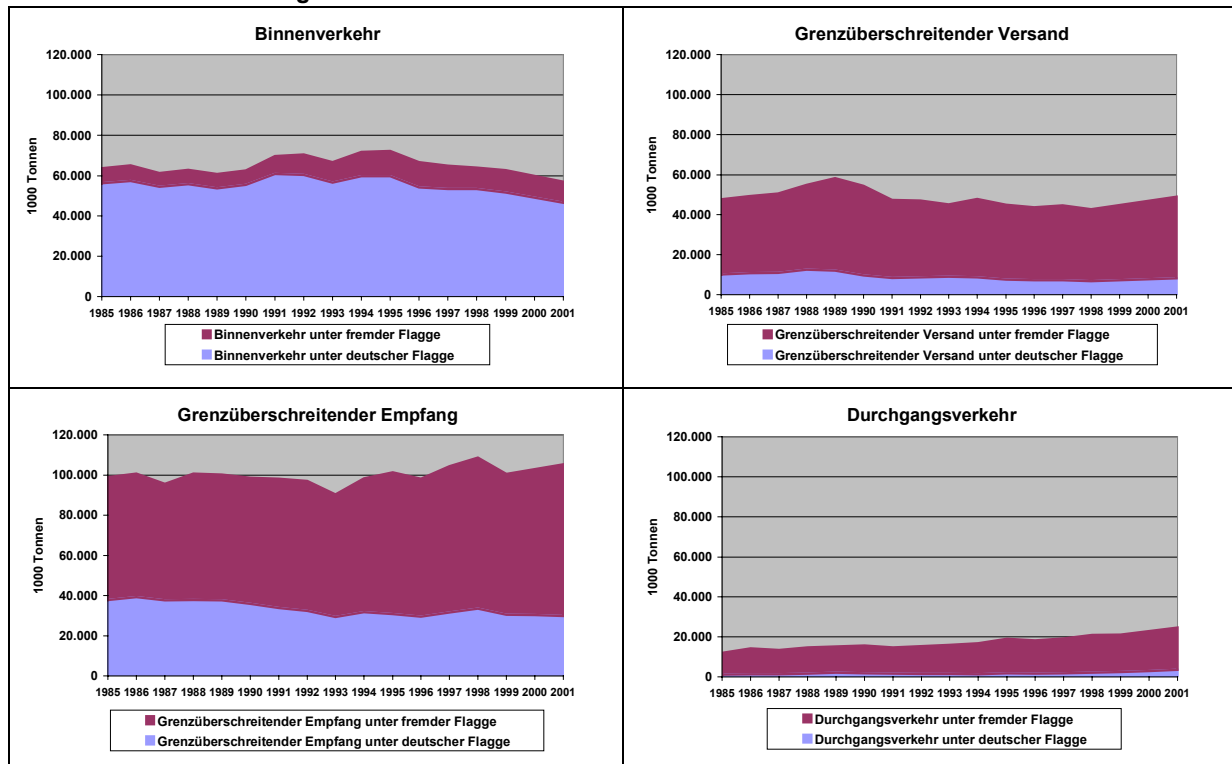 Binnenverkehr
120.000
100.000
80.000
60.000
40.000
20.000
0
1000 Tonnen
1985 1986 1987 1988 1989 1990 1991 1992 1993 1994 1995 1996 1997 1998 1999 2000 2001
Binnenverkehr unter fremder Flagge
Binnenverkehr unter deutscher Flagge
Grenzüberschreitender Versand
120.000
100.000
80.000
60.000
40.000
20.000
0
1000 Tonnen
1985 1986 1987 1988 1989 1990 1991 1992 1993 1994 1995 1996 1997 1998 1999 2000 2001
Grenzüberschreitender Versand unter fremder Flagge
Grenzüberschreitender Versand unter deutscher Flagge
Grenzüberschreitender Empfang
120.000
100.000
80.000
60.000
40.000
20.000
0
1000 Tonnen
1985 1986 1987 1988 1989 1990 1991 1992 1993 1994 1995 1996 1997 1998 1999 2000 2001
Grenzüberschreitender Empfang unter fremder Flagge
Grenzüberschreitender Empfang unter deutscher Flagge
Durchgangsverkehr
120.000
100.000
80.000
60.000
40.000
20.000
0
1000 Tonnen
1985 1986 1987 1988 1989 1990 1991 1992 1993 1994 1995 1996 1997 1998 1999 2000 2001
Durchgangsverkehr unter fremder Flagge
Durchgangsverkehr unter deutscher Flagge